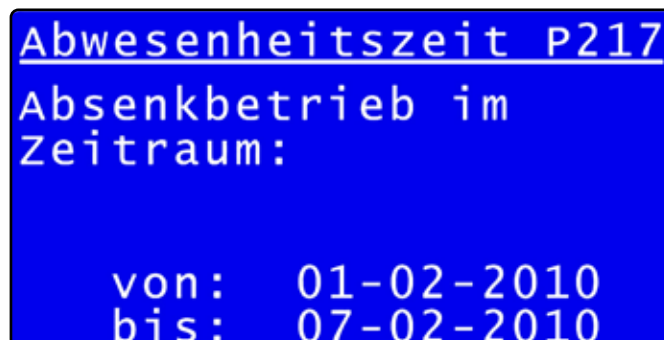 Abwesenheitszeit P217
Absenkbetrieb im
Zeitraum:
von: 01-02-2010
bis: 07-02-2010